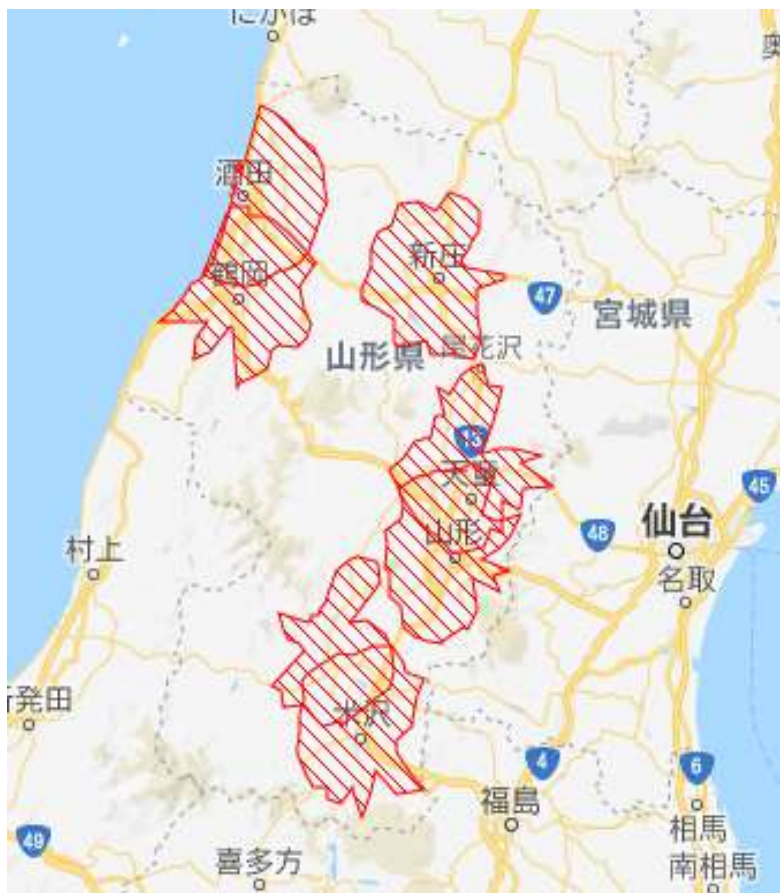 にかほ
酒田
鶴岡
新庄
47
宮城県
山形県
尾花沢
13
天童
45
仙台
山形
48
村上
名取
新発田
米沢
4
6
福島
相馬
49
喜多方
南相馬